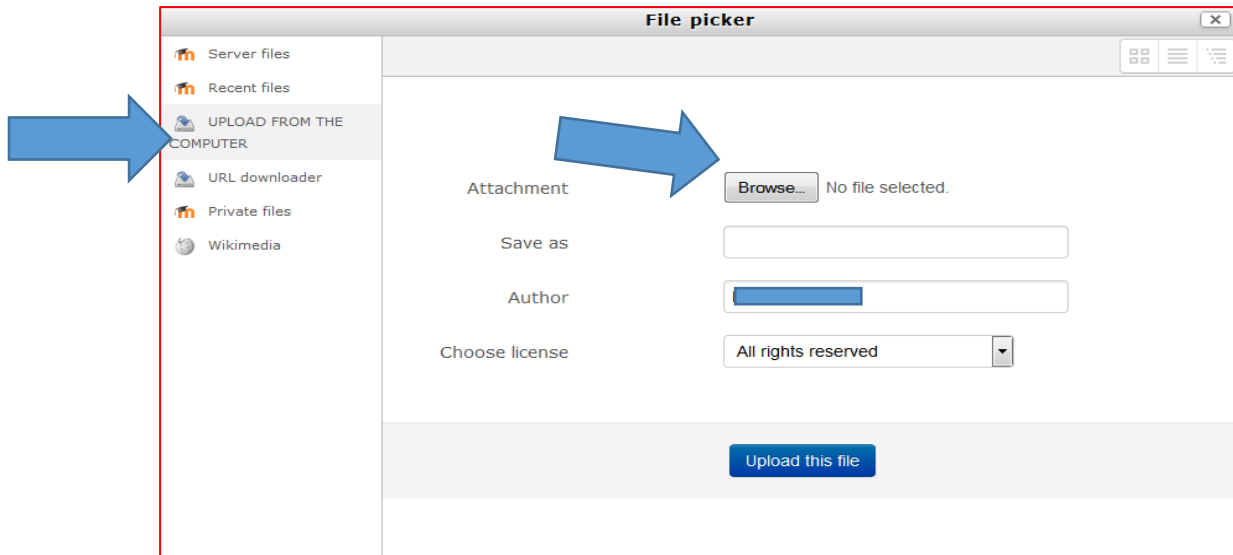 File picker
Server files
Recent files
UPLOAD FROM THE
COMPUTER
URL downloader
Private files
Wikimedia
Attachment Browse... No file selected.
Save as
Author
Choose license All rights reserved
Upload this file